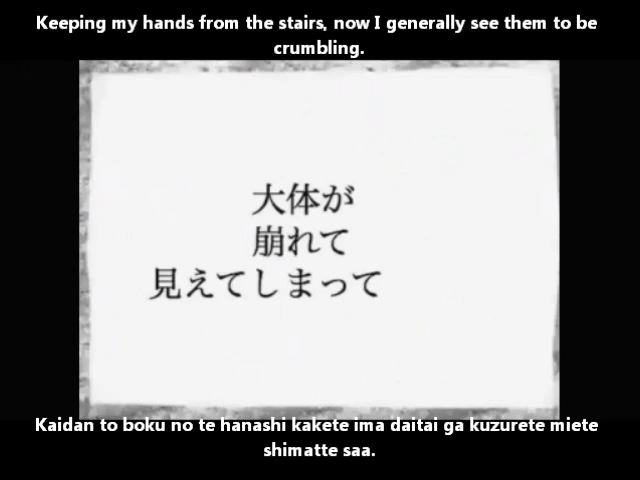 Keeping my hands from the stairs, now I generally see them to be
crumbling.
大体が
崩れて
見えてしまって
Kaidan to boku no te hanashi kakete ima daitai ga kuzurete miete
shimatte saa.